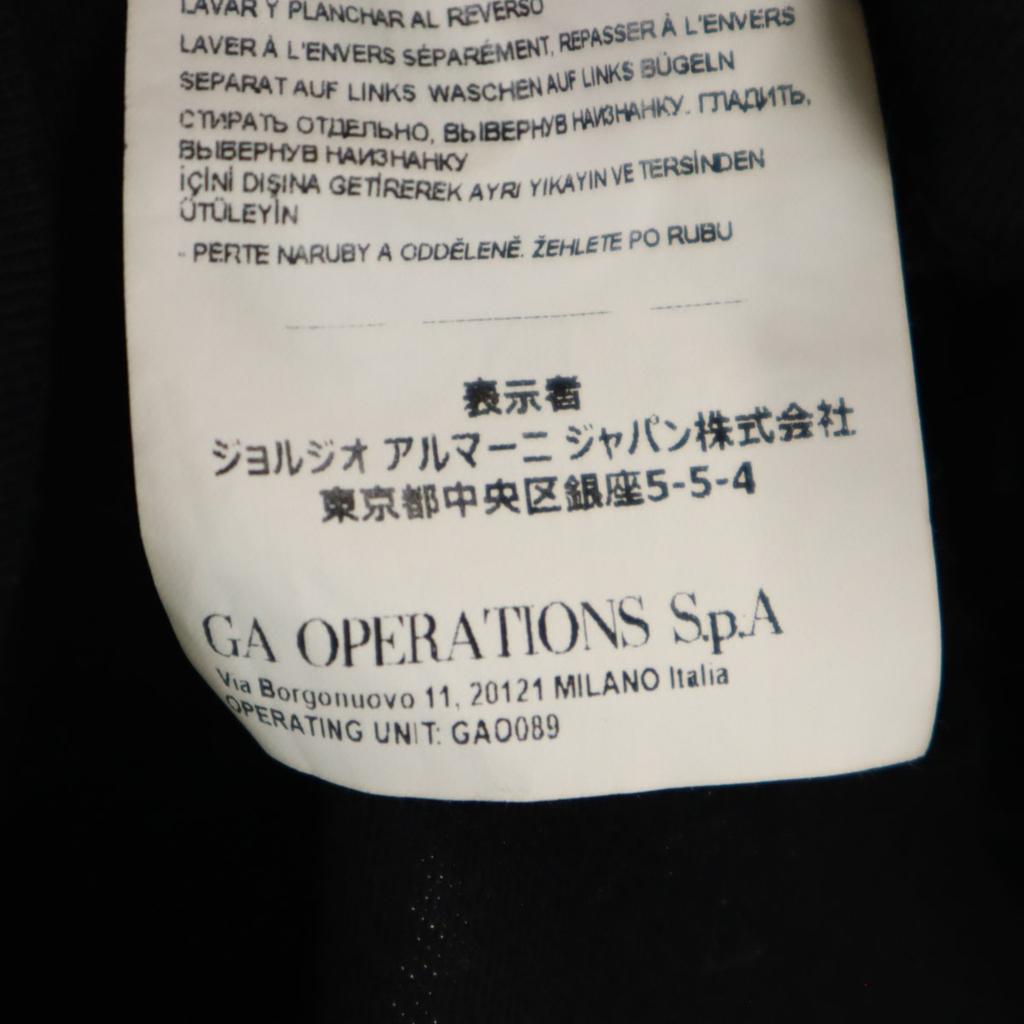 LAVAR Y PLANCHAR AL REVERSO
LAVER À L'ENVERS SÉPARÉMENT, REPASSER À L'ENVERS
SEPARAT AUF LINKS WASCHEN AUF LINKS BÜGELN
СТИРАТЬ ОТДЕЛЬНО, ВЫВЕРНУВ НАИЗНАНКУ. ГЛАДИТЬ,
ВЫВЕРНУВ НАИЗНАНКУ
İÇİNİ DIŞINA GETİREREK AYRI YIKAYIN VE TERSİNDEN
ÜTÜLEYİN
- PERTE NARUBY A ODDĚLENĚ. ŽEHLETE PO RUBU
表示者
ジョルジオ アルマーニ ジャパン株式会社
東京都中央区銀座5-5-4
GA OPERATIONS S.p.A
Via Borgonuovo 11, 20121 MILANO Italia
OPERATING UNIT: GAO089